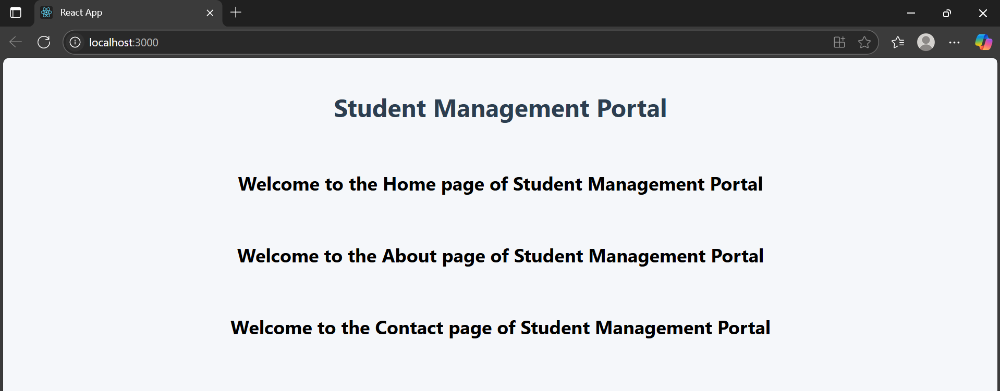 React App
localhost:3000
Student Management Portal
Welcome to the Home page of Student Management Portal
Welcome to the About page of Student Management Portal
Welcome to the Contact page of Student Management Portal